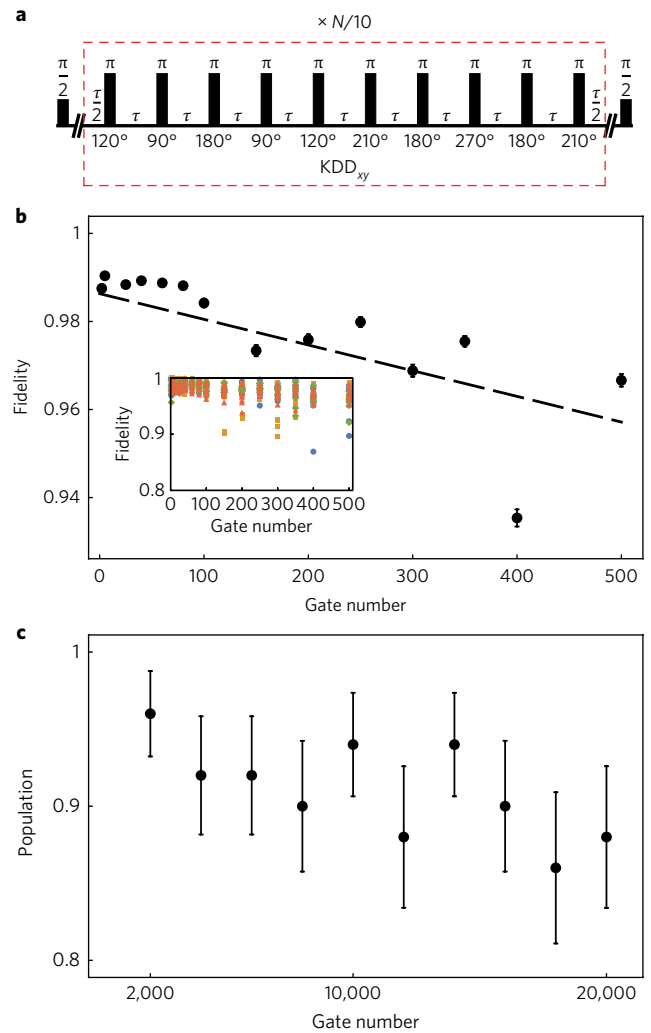 a
× N/10
π/2 π π π π π π π π π π π/2
τ/2 τ τ τ τ τ τ τ τ τ τ/2
120° 90° 180° 90° 120° 210° 180° 270° 180° 210°
KDDxy
b
1
0.98
0.96
0.94
Fidelity
0 100 200 300 400 500
Gate number
1
0.9
0.8
Fidelity
0 100 200 300 400 500
Gate number
c
1
0.9
0.8
Population
2,000 10,000 20,000
Gate number